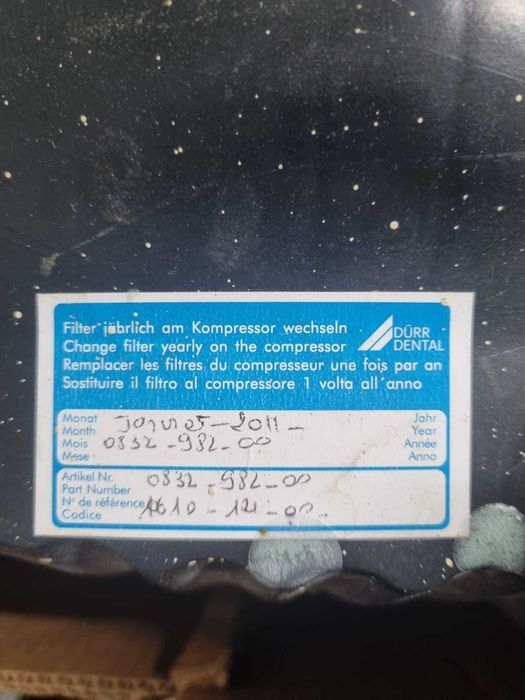 Filter jährlich am Kompressor wechseln
Change filter yearly on the compressor
Remplacer les filtres du compresseur une fois par an
Sostituire il filtro al compressore 1 volta all'anno
DÜRR
DENTAL
Monat
Month
Mois
Mese
2011
0832-982-00
Jahr
Year
Année
Anno
Artikel Nr.
Part Number
N° de référence
Codice
0832-982-00